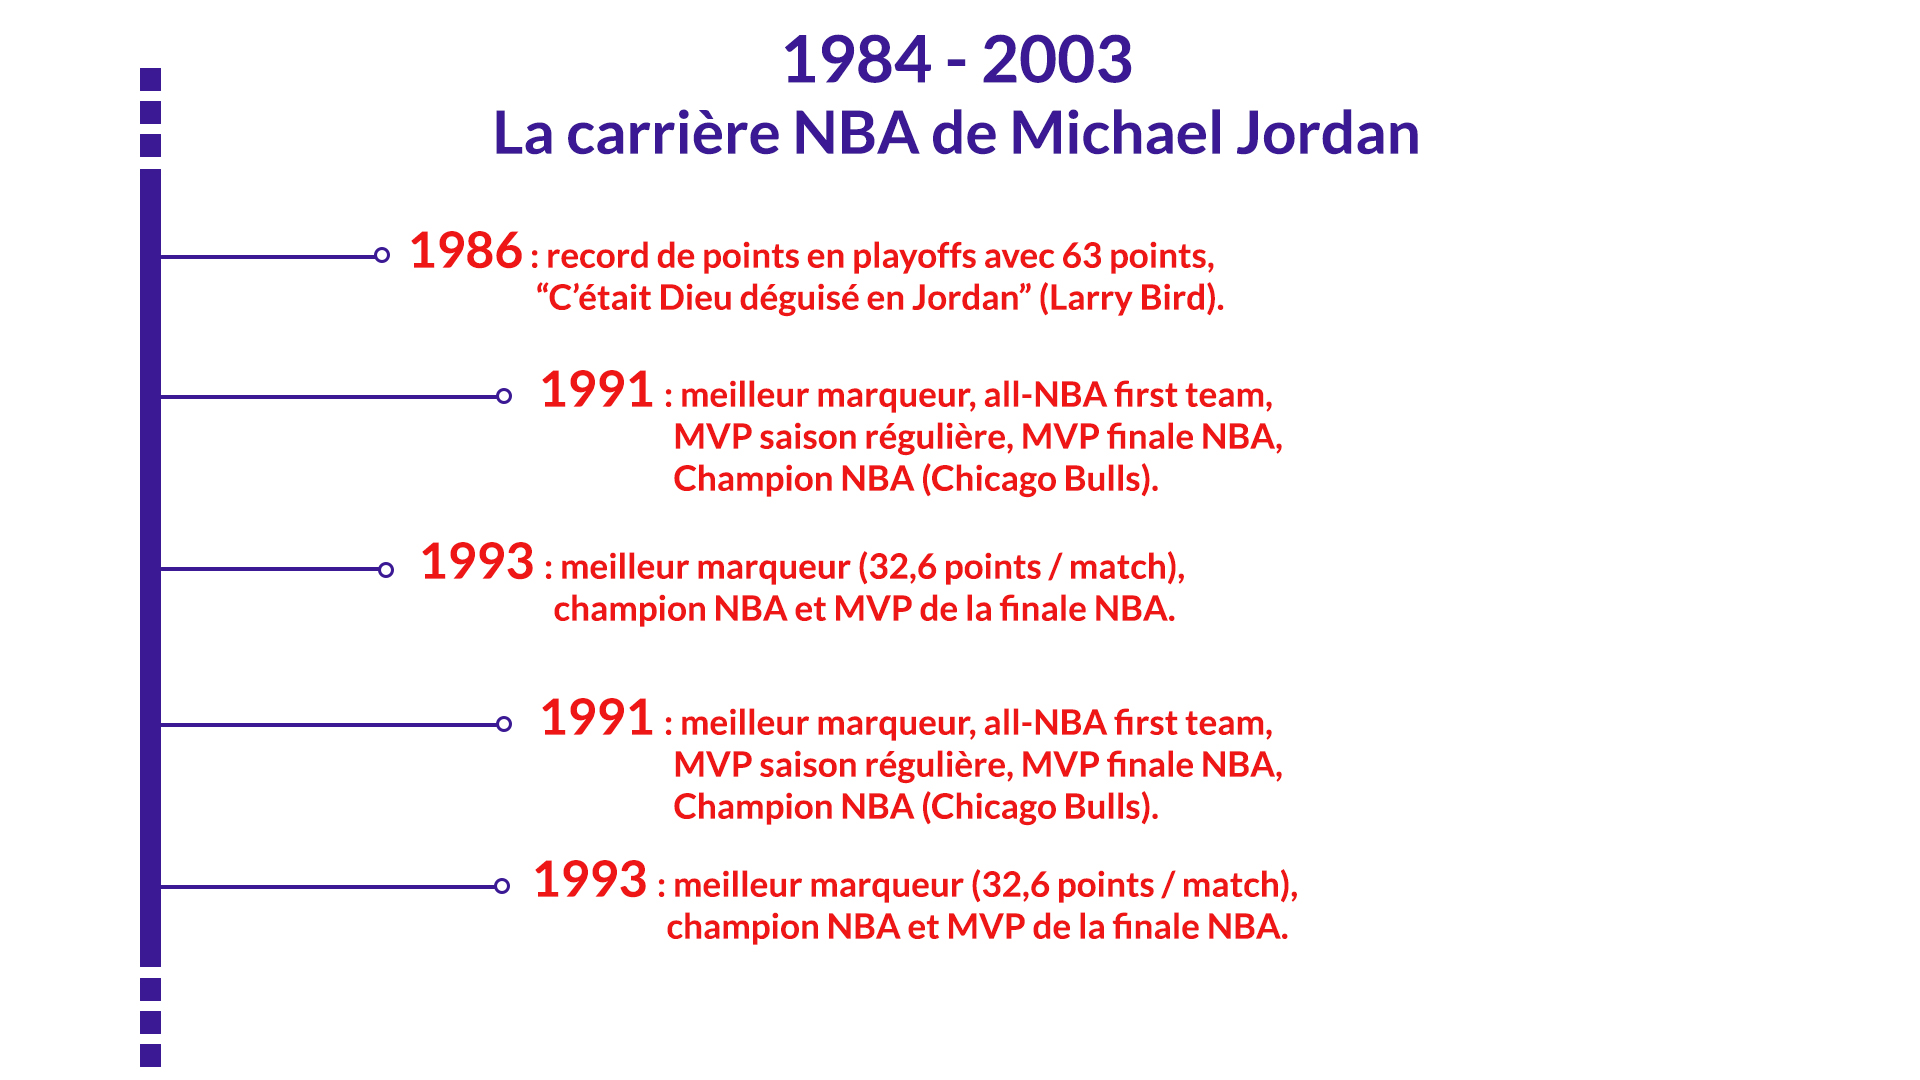 1984 - 2003
La carrière NBA de Michael Jordan
1986 : record de points en playoffs avec 63 points,
“C’était Dieu déguisé en Jordan” (Larry Bird).
1991 : meilleur marqueur, all-NBA first team,
MVP saison régulière, MVP finale NBA,
Champion NBA (Chicago Bulls).
1993 : meilleur marqueur (32,6 points / match),
champion NBA et MVP de la finale NBA.
1991 : meilleur marqueur, all-NBA first team,
MVP saison régulière, MVP finale NBA,
Champion NBA (Chicago Bulls).
1993 : meilleur marqueur (32,6 points / match),
champion NBA et MVP de la finale NBA.